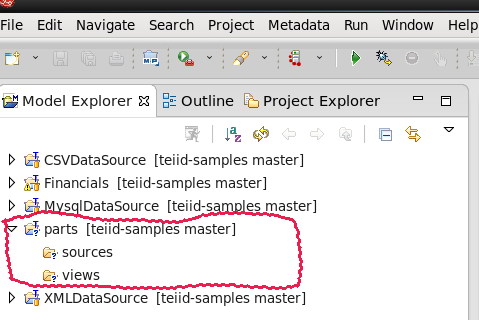 File Edit Navigate Search Project Metadata Run Window Help
Model Explorer Outline Project Explorer
CSVDataSource [teiid-samples master]
Financials [teiid-samples master]
MysqlDataSource [teiid-samples master]
parts [teiid-samples master]
sources
views
XMLDataSource [teiid-samples master]